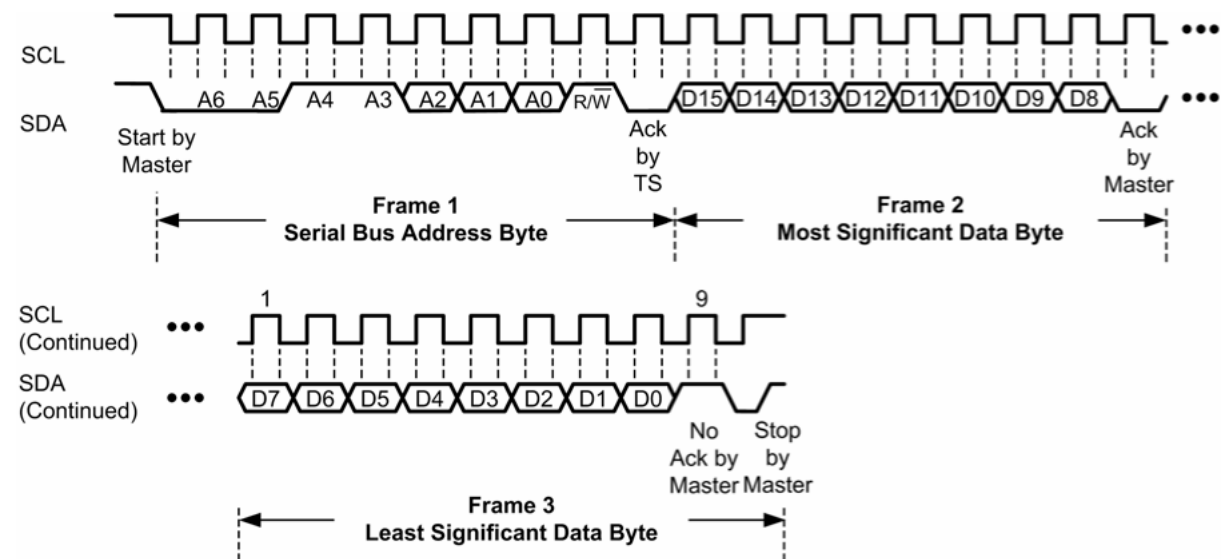 SCL
SDA
A6 A5 A4 A3 A2 A1 A0 R/W̅ D15 D14 D13 D12 D11 D10 D9 D8
Start by
Master
Ack
by
TS
Ack
by
Master
Frame 1
Serial Bus Address Byte
Frame 2
Most Significant Data Byte
1 9
SCL
(Continued)
SDA
(Continued)
D7 D6 D5 D4 D3 D2 D1 D0
No
Ack by
Master
Stop
by
Master
Frame 3
Least Significant Data Byte